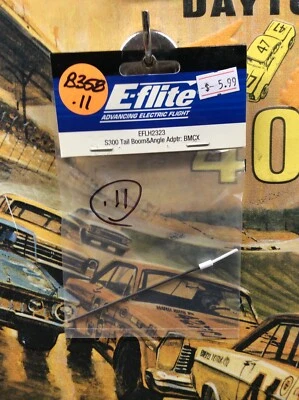 DAYTO
47
47
B35B
.11
$ 5.99
E-flite
ADVANCING ELECTRIC FLIGHT
EFLH2323
S300 Tail Boom&Angle Adptr: BMCX
40
.11